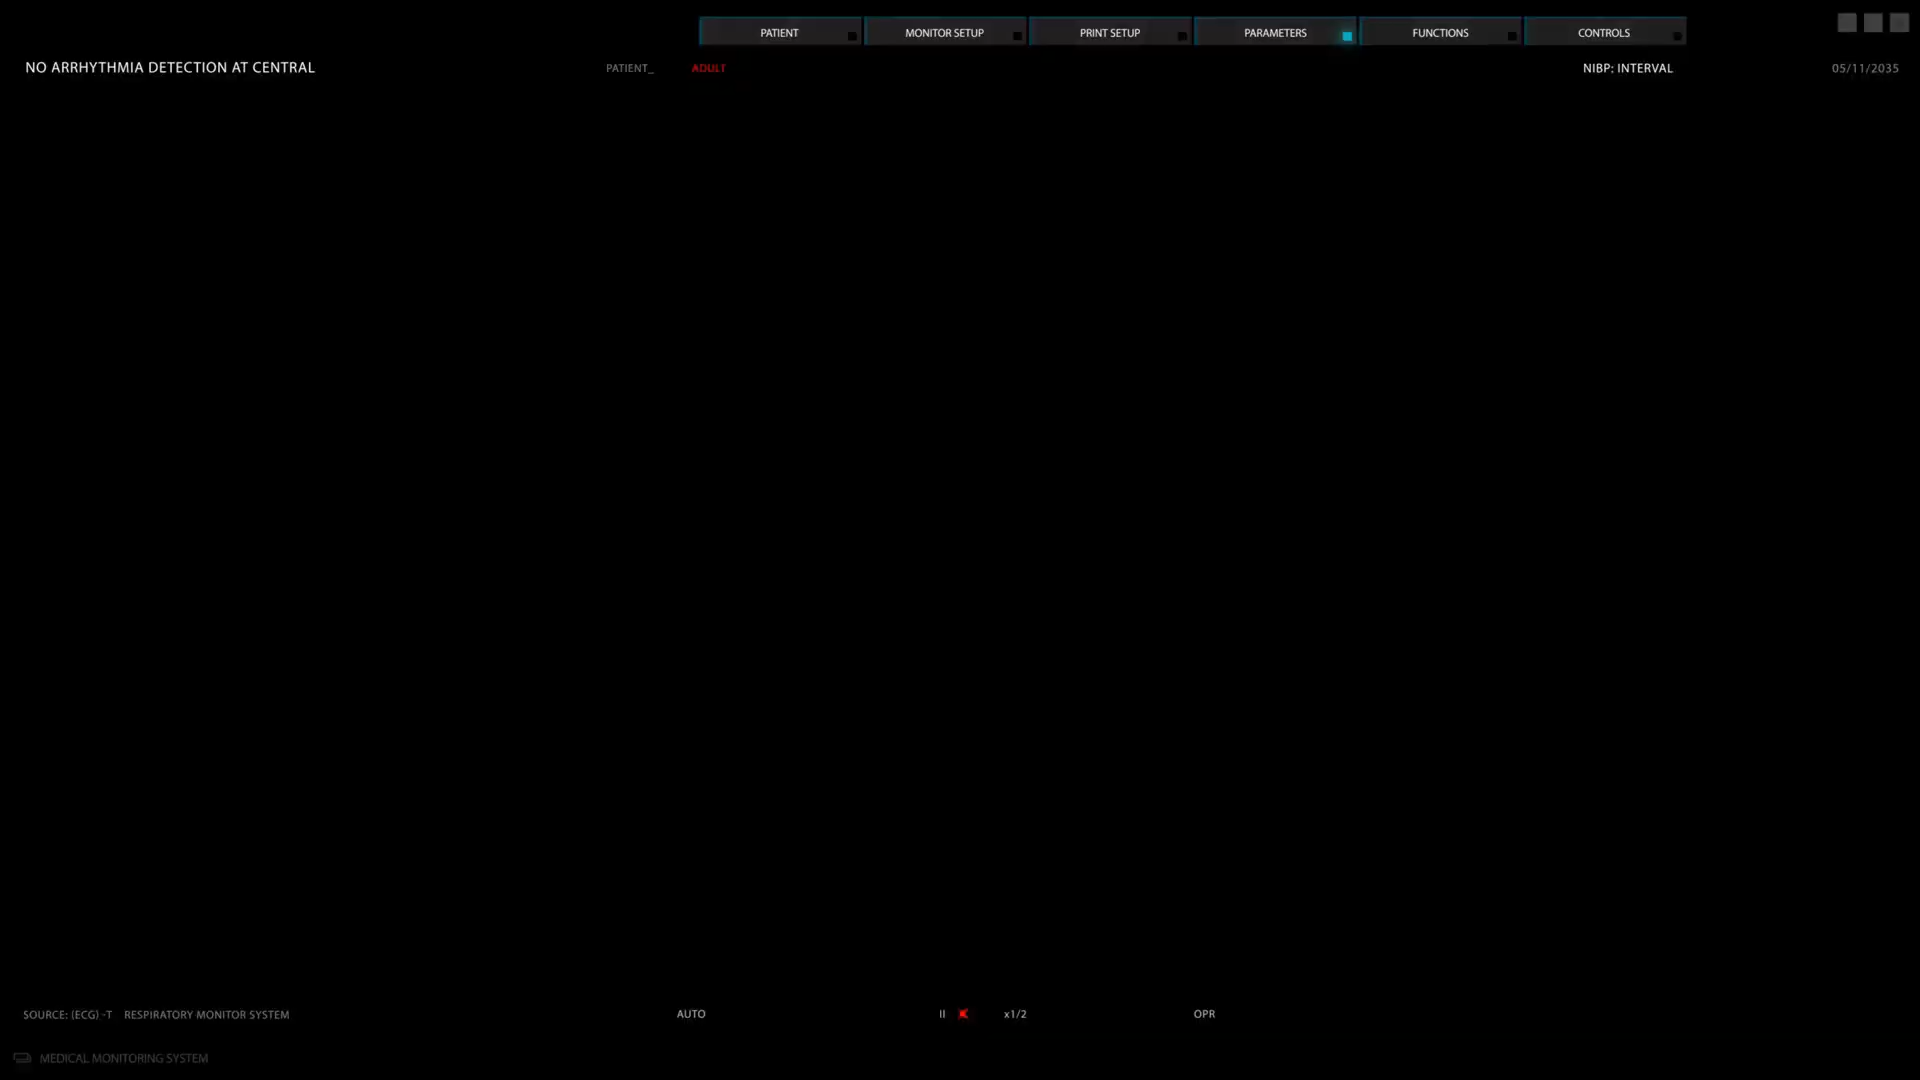 PATIENT MONITOR SETUP PRINT SETUP PARAMETERS FUNCTIONS CONTROLS
NO ARRHYTHMIA DETECTION AT CENTRAL PATIENT_ ADULT NIBP: INTERVAL 05/11/2035
SOURCE: (ECG) -T RESPIRATORY MONITOR SYSTEM AUTO II x1/2 OPR
MEDICAL MONITORING SYSTEM